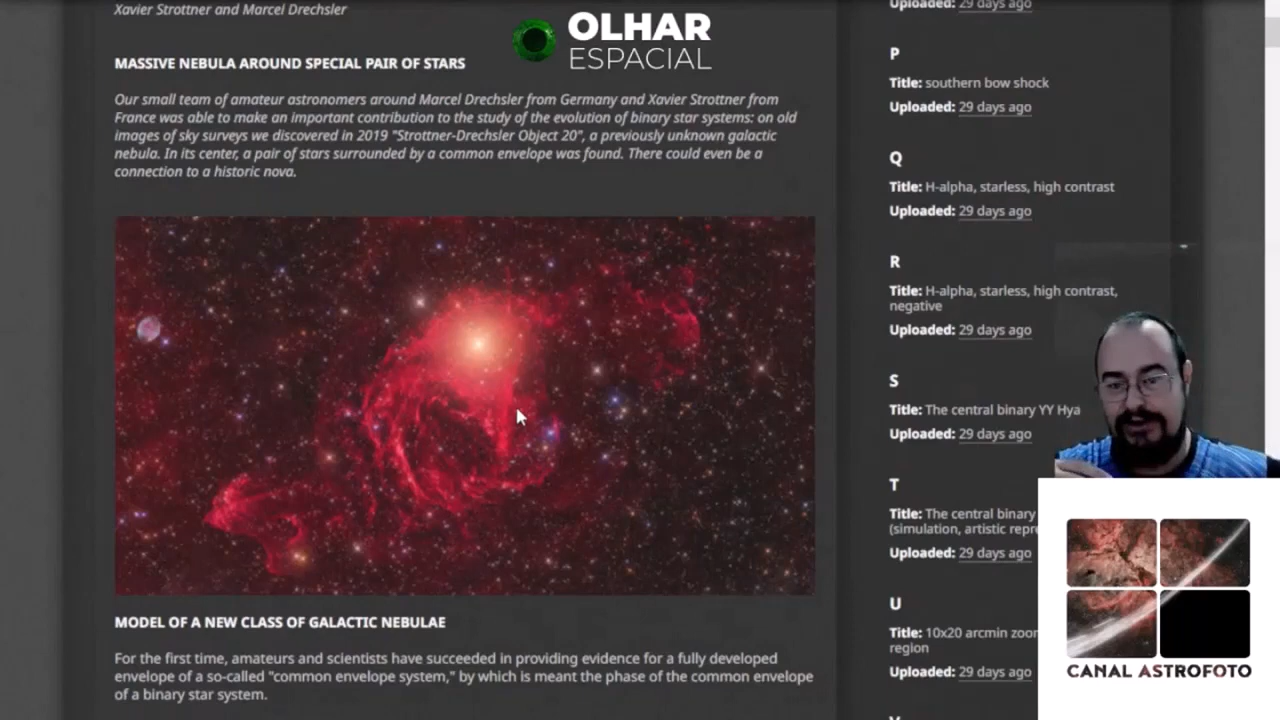 Xavier Strottner and Marcel Drechsler
OLHAR
ESPACIAL
MASSIVE NEBULA AROUND SPECIAL PAIR OF STARS
Our small team of amateur astronomers around Marcel Drechsler from Germany and Xavier Strottner from
France was able to make an important contribution to the study of the evolution of binary star systems: on old
images of sky surveys we discovered in 2019 "Strottner-Drechsler Object 20", a previously unknown galactic
nebula. In its center, a pair of stars surrounded by a common envelope was found. There could even be a
connection to a historic nova.
MODEL OF A NEW CLASS OF GALACTIC NEBULAE
For the first time, amateurs and scientists have succeeded in providing evidence for a fully developed
envelope of a so-called "common envelope system," by which is meant the phase of the common envelope
of a binary star system.
Uploaded: 29 days ago
P
Title: southern bow shock
Uploaded: 29 days ago
Q
Title: H-alpha, starless, high contrast
Uploaded: 29 days ago
R
Title: H-alpha, starless, high contrast,
negative
Uploaded: 29 days ago
S
Title: The central binary YY Hya
Uploaded: 29 days ago
T
Title: The central binary
(simulation, artistic
Uploaded: 29 days ago
U
Title: 10x20 arcmin
region
Uploaded: 29 days ago
CANAL ASTROFOTO